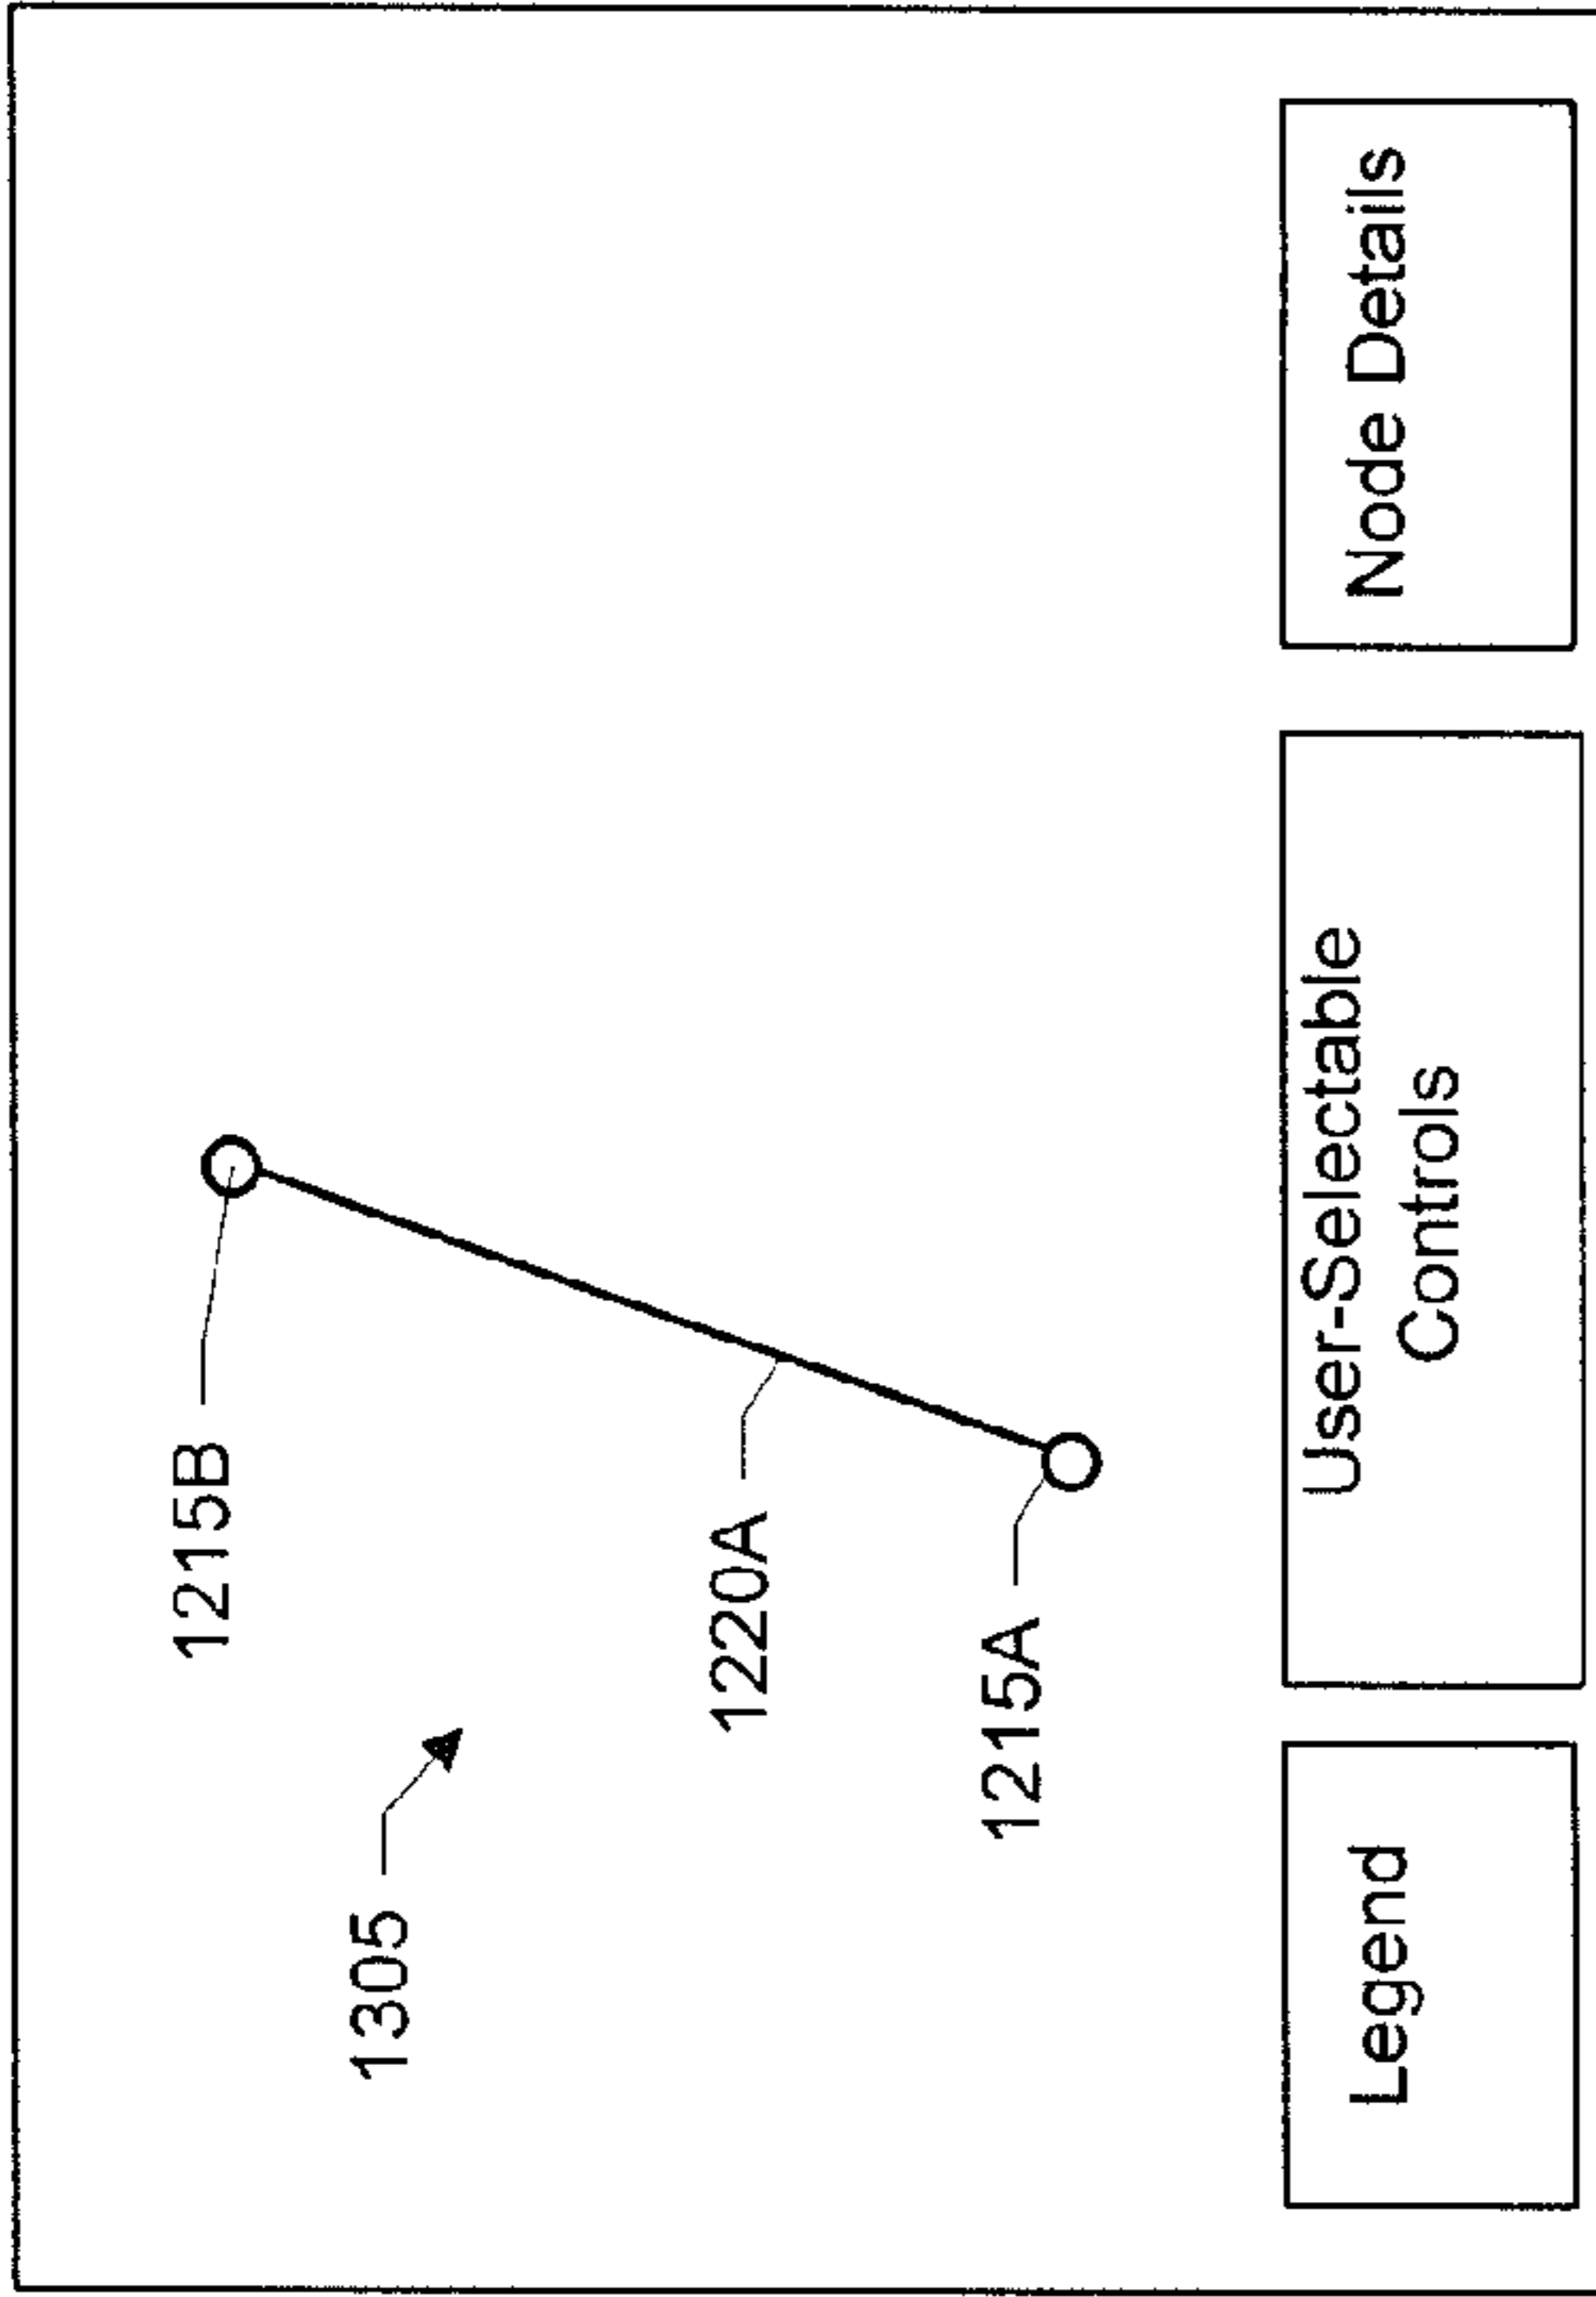 1215B
1305
1220A
1215A
Legend
User-Selectable
Controls
Node Details